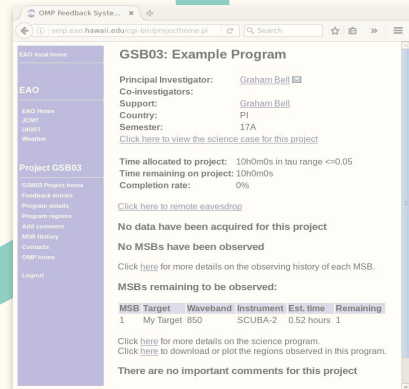 OMP Feedback Syste...
omp.eao.hawaii.edu/cgi-bin/projecthome.pl
Search
EAO local home
EAO
EAO Home
JCMT
UKIRT
Weather
Project GSB03
GSB03 Project home
Feedback entries
Program details
Program regions
Add comment
MSB History
Contacts
OMP home
Logout
GSB03: Example Program
Principal Investigator: Graham Bell
Co-investigators:
Support: Graham Bell
Country: PI
Semester: 17A
Click here to view the science case for this project
Time allocated to project: 10h0m0s in tau range <=0.05
Time remaining on project: 10h0m0s
Completion rate: 0%
Click here to remote eavesdrop
No data have been acquired for this project
No MSBs have been observed
Click here for more details on the observing history of each MSB.
MSBs remaining to be observed:
MSB Target Waveband Instrument Est. time Remaining
1 My Target 850 SCUBA-2 0.52 hours 1
Click here for more details on the science program.
Click here to download or plot the regions observed in this program.
There are no important comments for this project